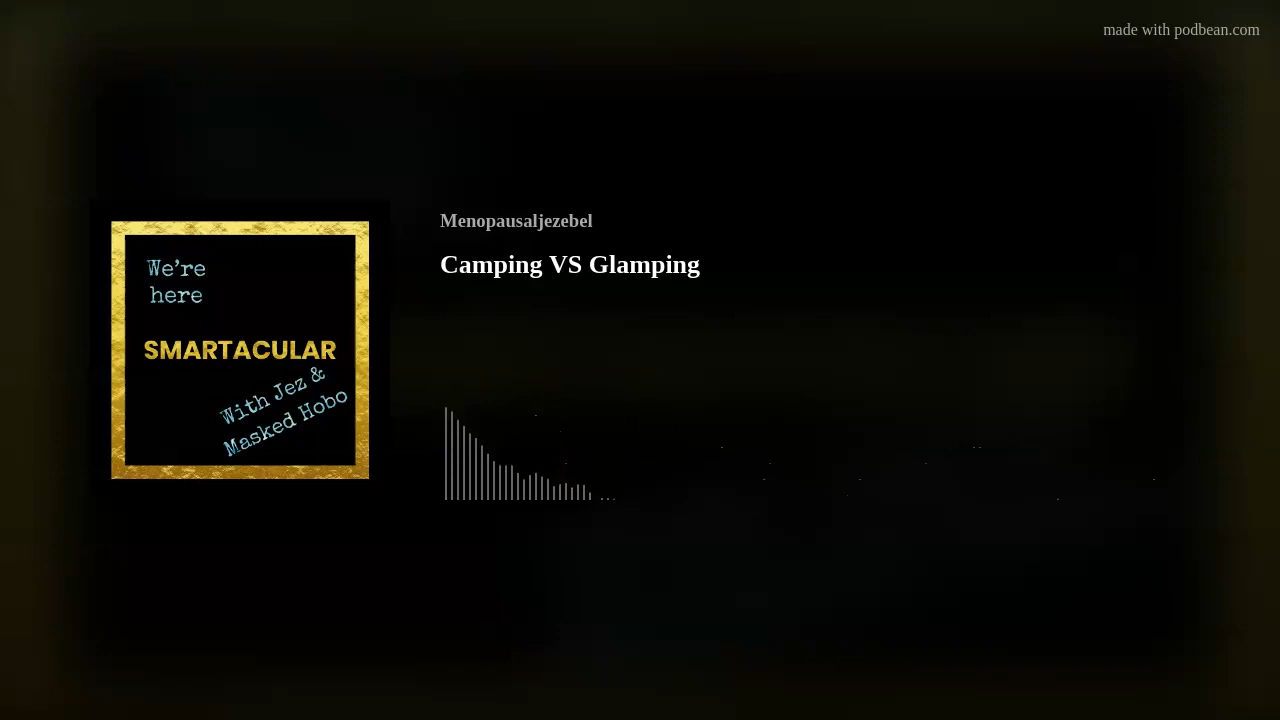 made with podbean.com
Menopausaljezebel
Camping VS Glamping
We're
here
SMARTACULAR
With Jez &
Masked Hobo